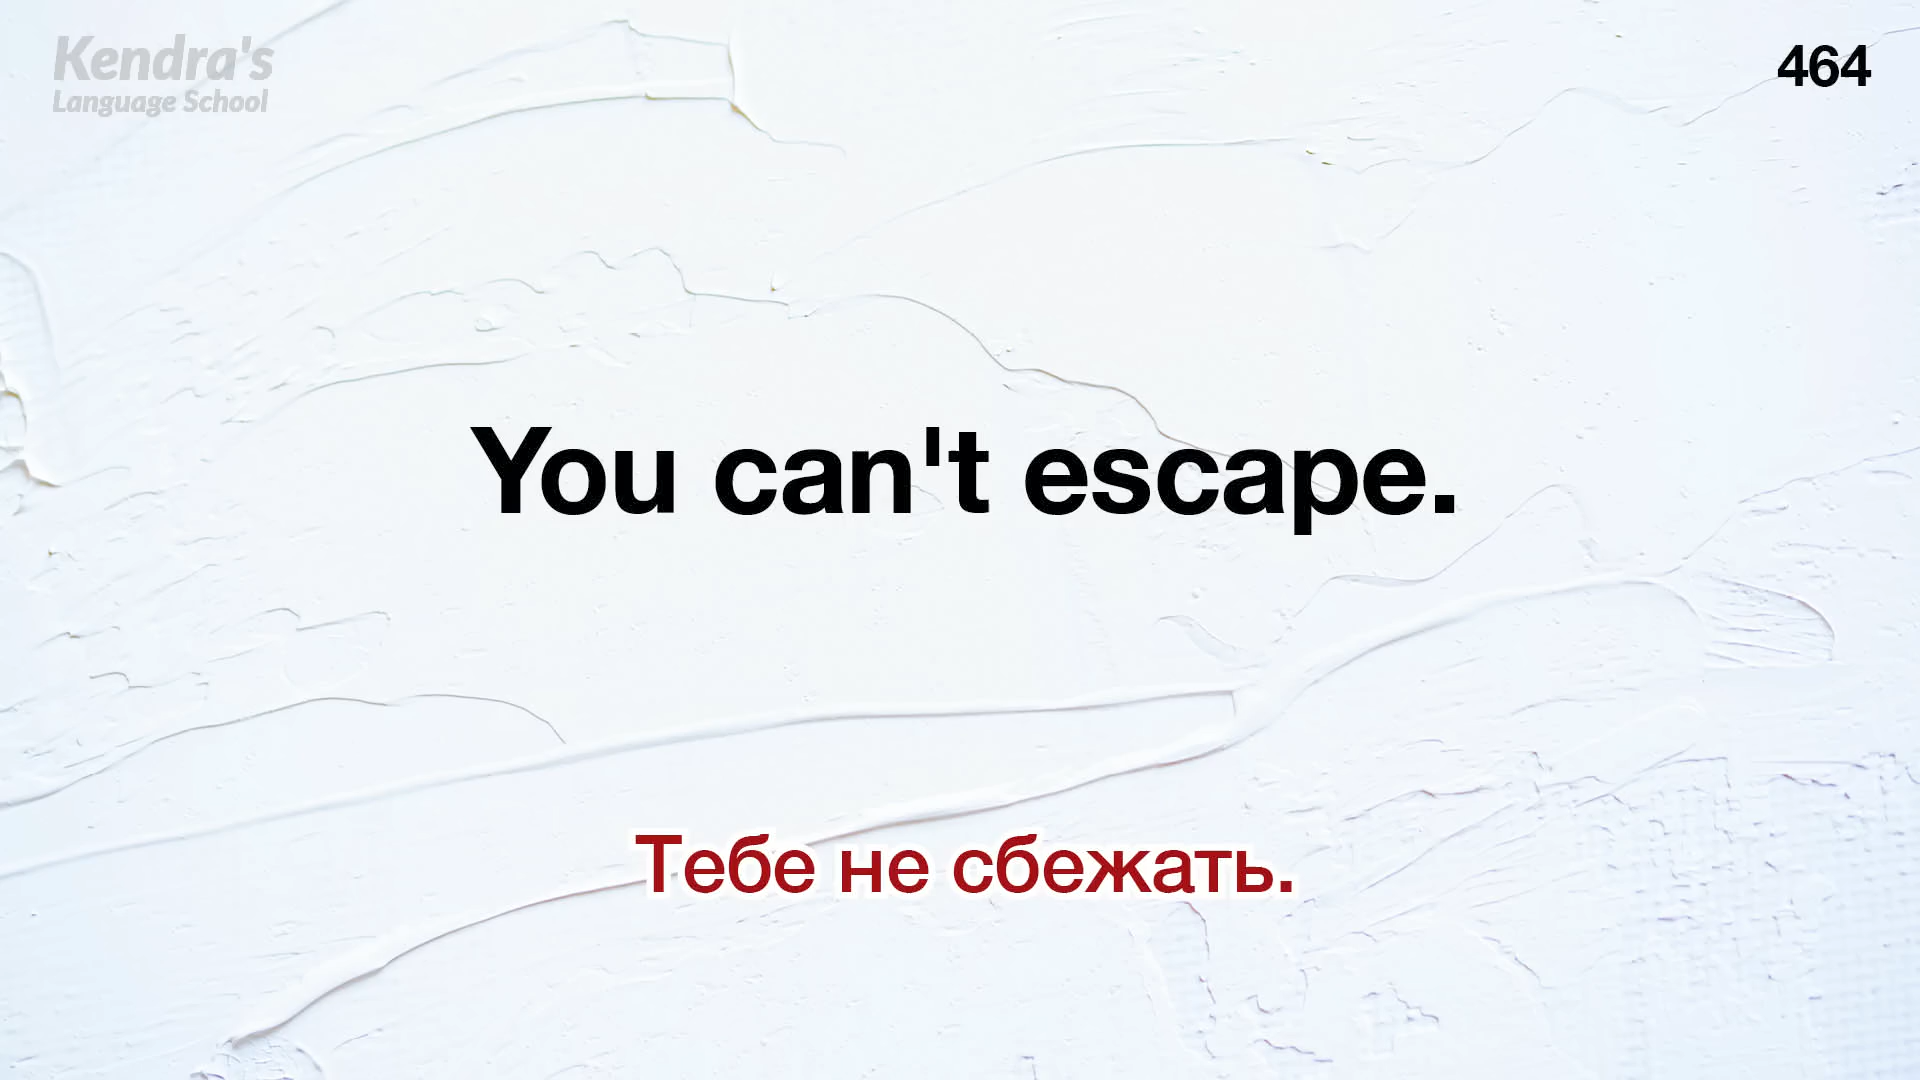 Kendra's
Language School
464
You can't escape.
Тебе не сбежать.